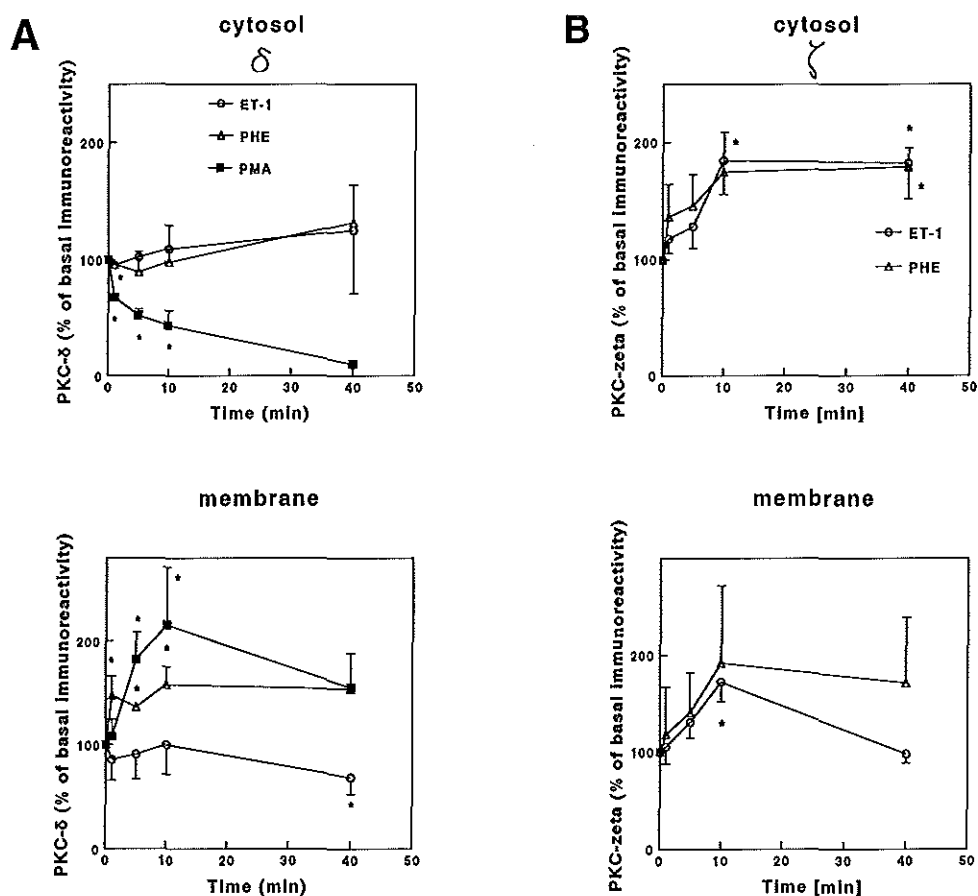 A
cytosol
δ
PKC-δ (% of basal immunoreactivity)
200
100
0
ET-1
PHE
PMA
*
*
*
*
0
10
20
30
40
50
Time (min)
B
cytosol
ζ
PKC-zeta (% of basal immunoreactivity)
200
100
0
*
*
*
ET-1
PHE
0
10
20
30
40
50
Time [min]
membrane
PKC-δ (% of basal immunoreactivity)
200
100
0
*
*
*
*
*
*
0
10
20
30
40
50
Time (min)
membrane
PKC-zeta (% of basal immunoreactivity)
200
100
0
*
0
10
20
30
40
50
Time [min]